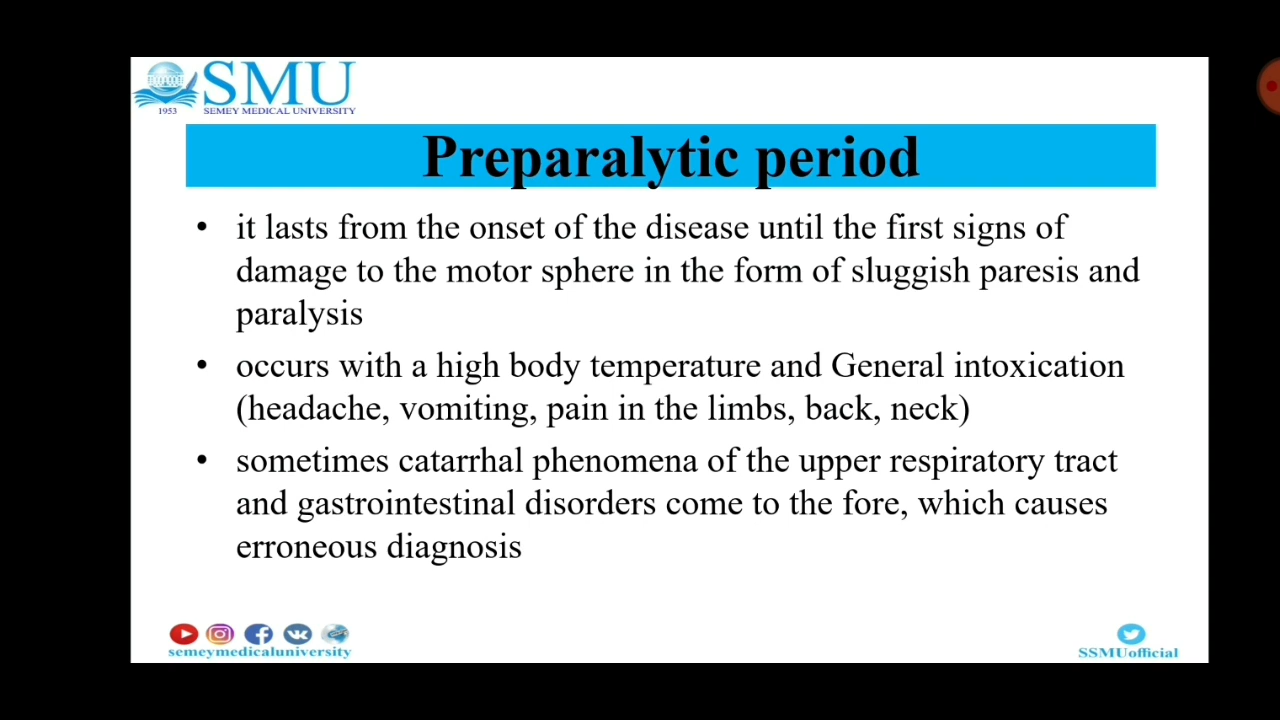 SMU
1953 SEMEY MEDICAL UNIVERSITY
Preparalytic period
• it lasts from the onset of the disease until the first signs of
damage to the motor sphere in the form of sluggish paresis and
paralysis
• occurs with a high body temperature and General intoxication
(headache, vomiting, pain in the limbs, back, neck)
• sometimes catarrhal phenomena of the upper respiratory tract
and gastrointestinal disorders come to the fore, which causes
erroneous diagnosis
semeymedicaluniversity
SSMUofficial